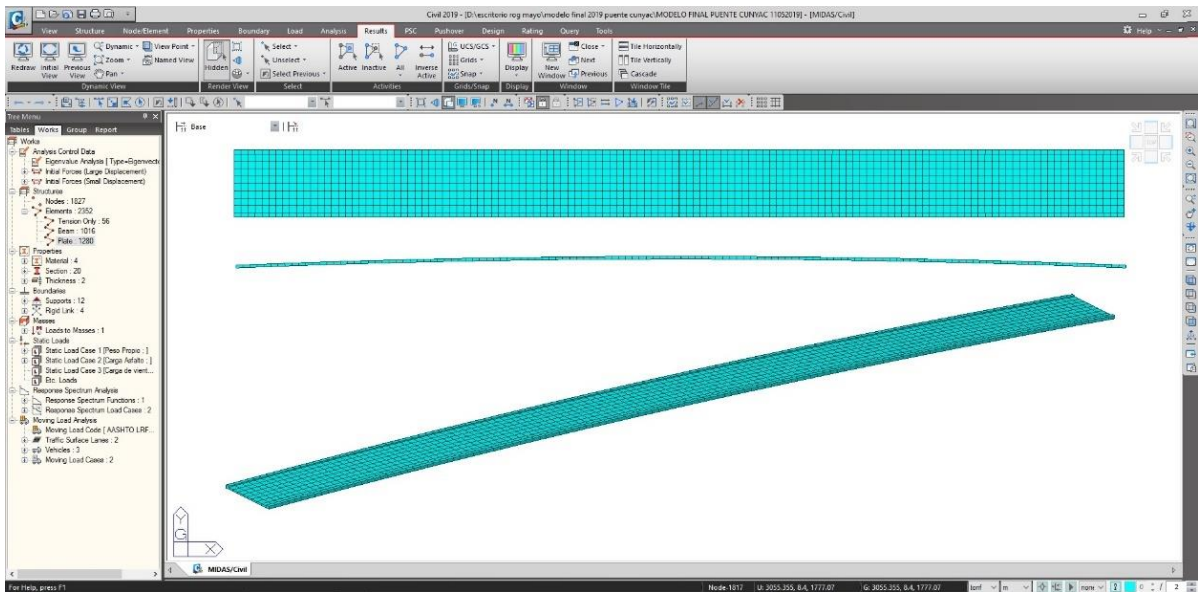 Civil 2019 - [D:\escritorio rog mayo\modelo final 2019 puente cunyac\MODELO FINAL PUENTE CUNYAC 11052019] - [MIDAS/Civil]
View Structure Node/Element Properties Boundary Load Analysis Results PSC Pushover Design Rating Query Tools Help
Redraw Initial View Previous View Dynamic Zoom Pan View Point Named View Hidden Select Unselect Select Previous Active Inactive All Inverse Active UCS/GCS Grids Snap Display New Window Close Next Previous Tile Horizontally Tile Vertically Cascade
Dynamic View Render View Select Activities Grids/Snap Display Window Window Tile
Tree Menu
Tables Works Group Report
Base
Works
Analysis Control Data
Eigenvalue Analysis [ Type=Eigenvect
Initial Forces (Large Displacement)
Initial Forces (Small Displacement)
Structures
Nodes : 1827
Elements : 2352
Tension Only : 56
Beam : 1016
Plate : 1280
Properties
Material : 4
Section : 20
Thickness : 2
Boundaries
Supports : 12
Rigid Link : 4
Masses
Loads to Masses : 1
Static Loads
Static Load Case 1 [Peso Propio ; ]
Static Load Case 2 [Carga Asfalto ; ]
Static Load Case 3 [Carga de vient...
Etc. Loads
Response Spectrum Analysis
Response Spectrum Functions : 1
Response Spectrum Load Cases : 2
Moving Load Analysis
Moving Load Code [ AASHTO LRF...
Traffic Surface Lanes : 2
Vehicles : 3
Moving Load Cases : 2
Y
G
X
MIDAS/Civil
For Help, press F1
Node-1817 U: 3055.355, 8.4, 1777.07 G: 3055.355, 8.4, 1777.07 tonf m none 2